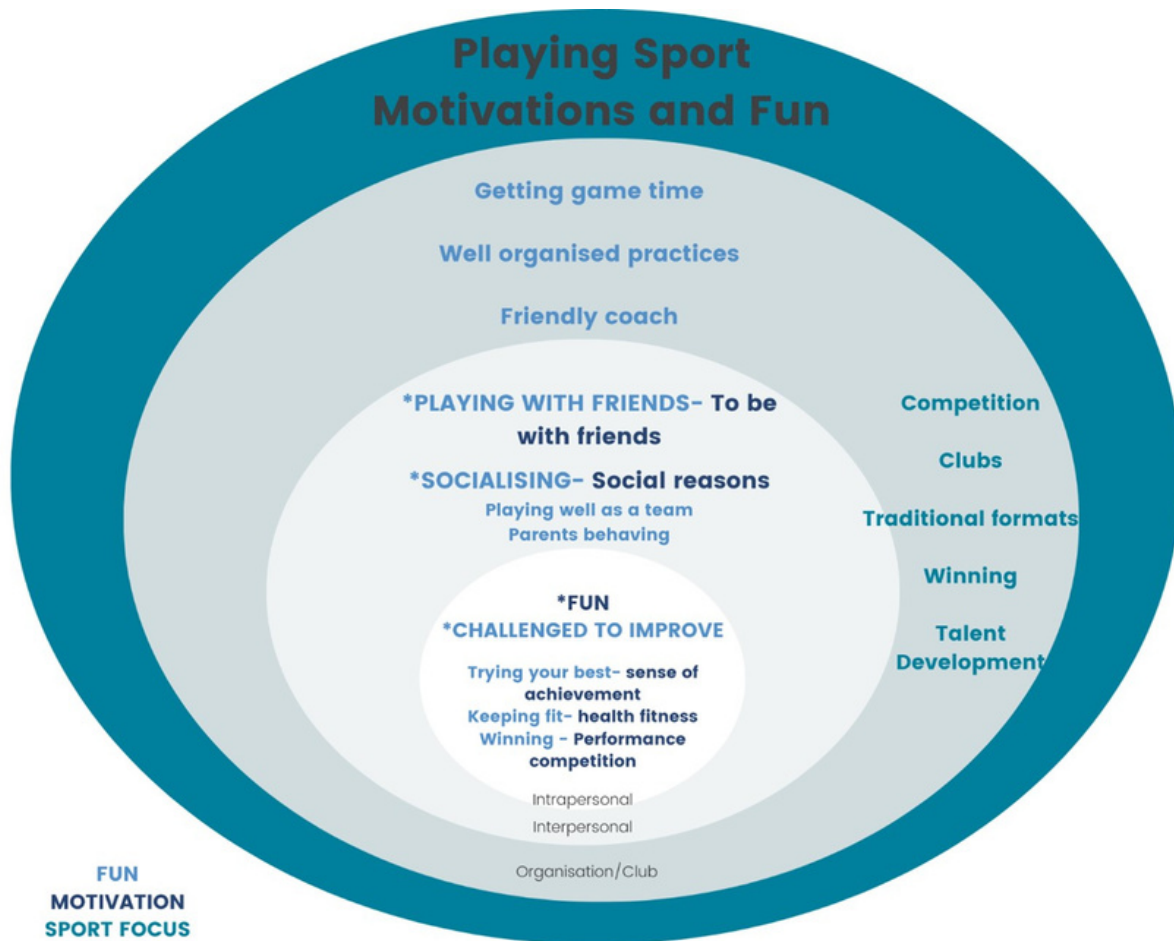 Playing Sport
Motivations and Fun
Getting game time
Well organised practices
Friendly coach
*PLAYING WITH FRIENDS- To be
with friends
*SOCIALISING- Social reasons
Playing well as a team
Parents behaving
*FUN
*CHALLENGED TO IMPROVE
Trying your best- sense of
achievement
Keeping fit- health fitness
Winning - Performance
competition
Intrapersonal
Interpersonal
Organisation/Club
Competition
Clubs
Traditional formats
Winning
Talent
Development
FUN
MOTIVATION
SPORT FOCUS